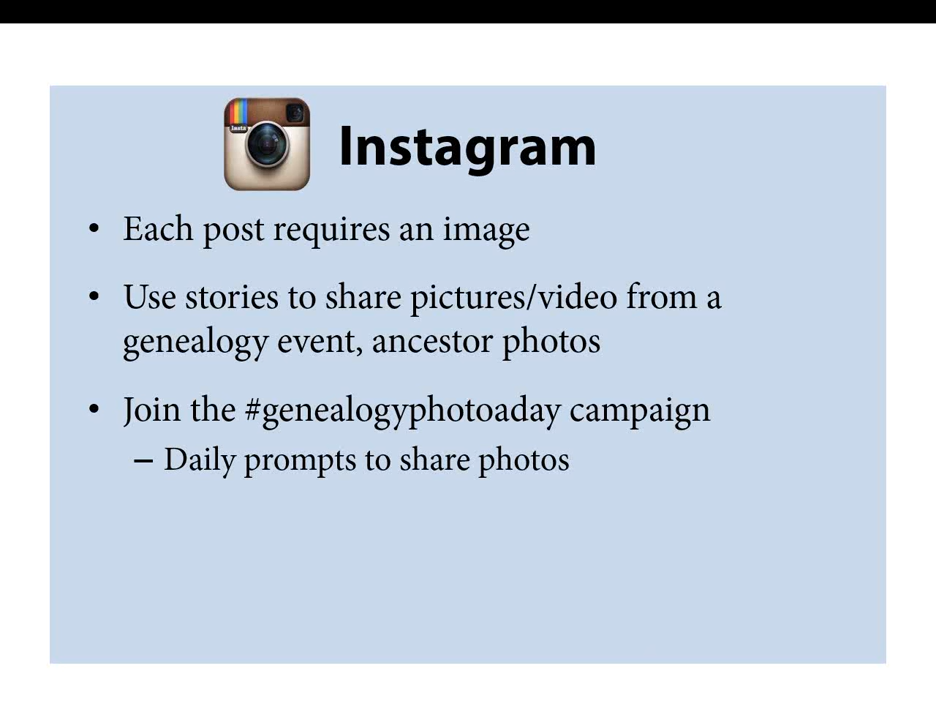 Insta
Instagram
• Each post requires an image
• Use stories to share pictures/video from a
genealogy event, ancestor photos
• Join the #genealogyphotoaday campaign
– Daily prompts to share photos